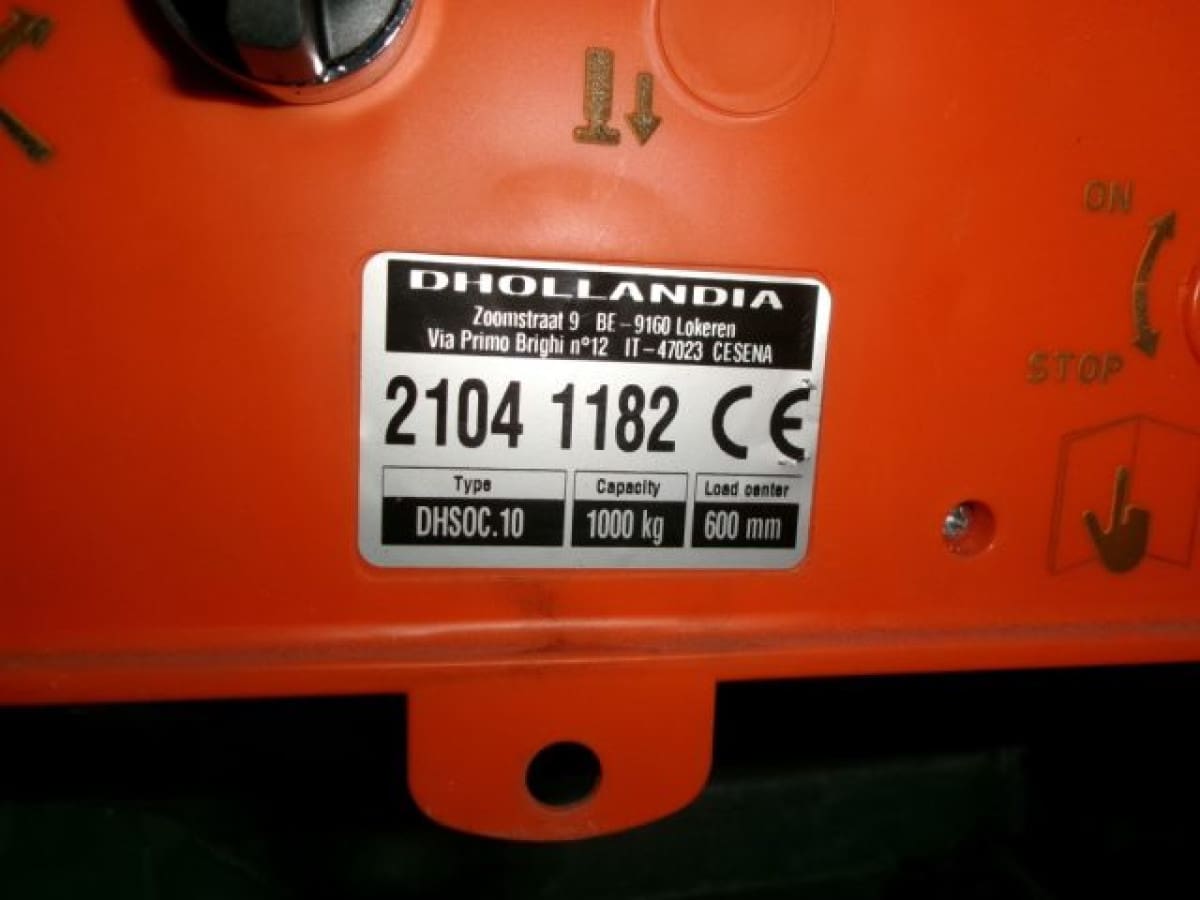 ON
STOP
DHOLLANDIA
Zoomstraat 9 BE-9160 Lokeren
Via Primo Brighi n°12 IT-47023 CESENA
2104 1182 CE
Type Capacity Load center
DHSOC.10 1000 kg 600 mm